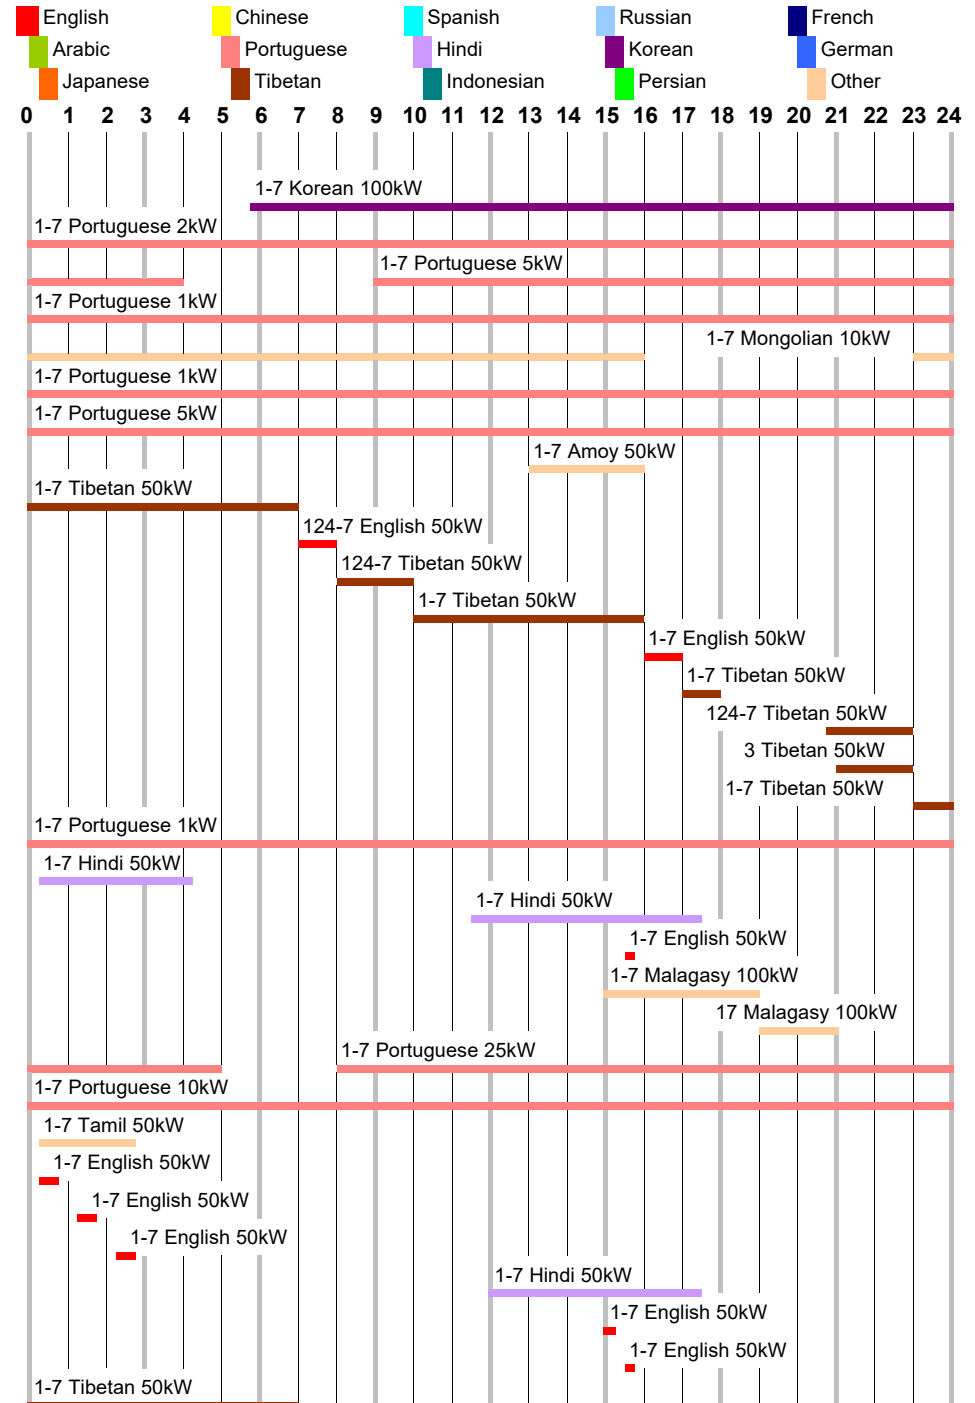 English Chinese Spanish Russian French
Arabic Portuguese Hindi Korean German
Japanese Tibetan Indonesian Persian Other
0 1 2 3 4 5 6 7 8 9 10 11 12 13 14 15 16 17 18 19 20 21 22 23 24
1-7 Korean 100kW
1-7 Portuguese 2kW
1-7 Portuguese 5kW
1-7 Portuguese 1kW
1-7 Mongolian 10kW
1-7 Portuguese 1kW
1-7 Portuguese 5kW
1-7 Amoy 50kW
1-7 Tibetan 50kW
124-7 English 50kW
124-7 Tibetan 50kW
1-7 Tibetan 50kW
1-7 English 50kW
1-7 Tibetan 50kW
124-7 Tibetan 50kW
3 Tibetan 50kW
1-7 Tibetan 50kW
1-7 Portuguese 1kW
1-7 Hindi 50kW
1-7 Hindi 50kW
1-7 English 50kW
1-7 Malagasy 100kW
17 Malagasy 100kW
1-7 Portuguese 25kW
1-7 Portuguese 10kW
1-7 Tamil 50kW
1-7 English 50kW
1-7 English 50kW
1-7 English 50kW
1-7 Hindi 50kW
1-7 English 50kW
1-7 English 50kW
1-7 Tibetan 50kW